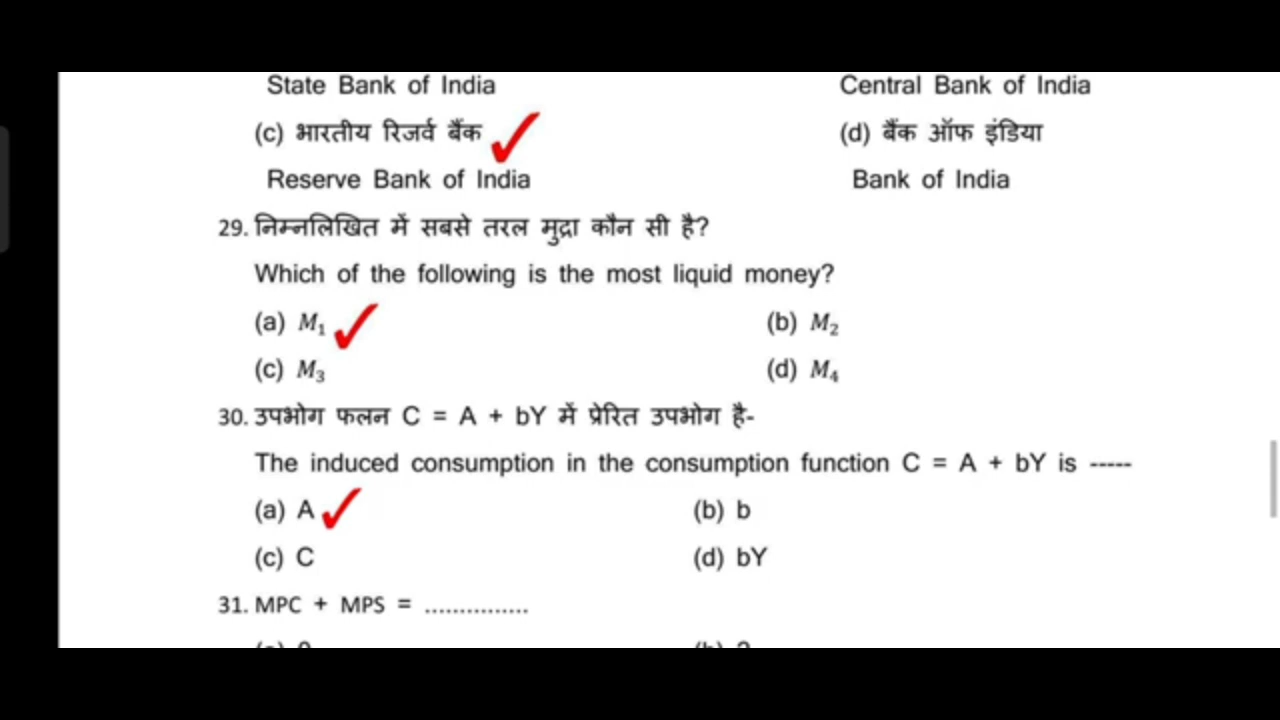 State Bank of India Central Bank of India
(c) भारतीय रिजर्व बैंक (d) बैंक ऑफ इंडिया
Reserve Bank of India Bank of India
29. निम्नलिखित में सबसे तरल मुद्रा कौन सी है?
Which of the following is the most liquid money?
(a) M₁ (b) M₂
(c) M₃ (d) M₄
30. उपभोग फलन C = A + bY में प्रेरित उपभोग है-
The induced consumption in the consumption function C = A + bY is -----
(a) A (b) b
(c) C (d) bY
31. MPC + MPS = ...............